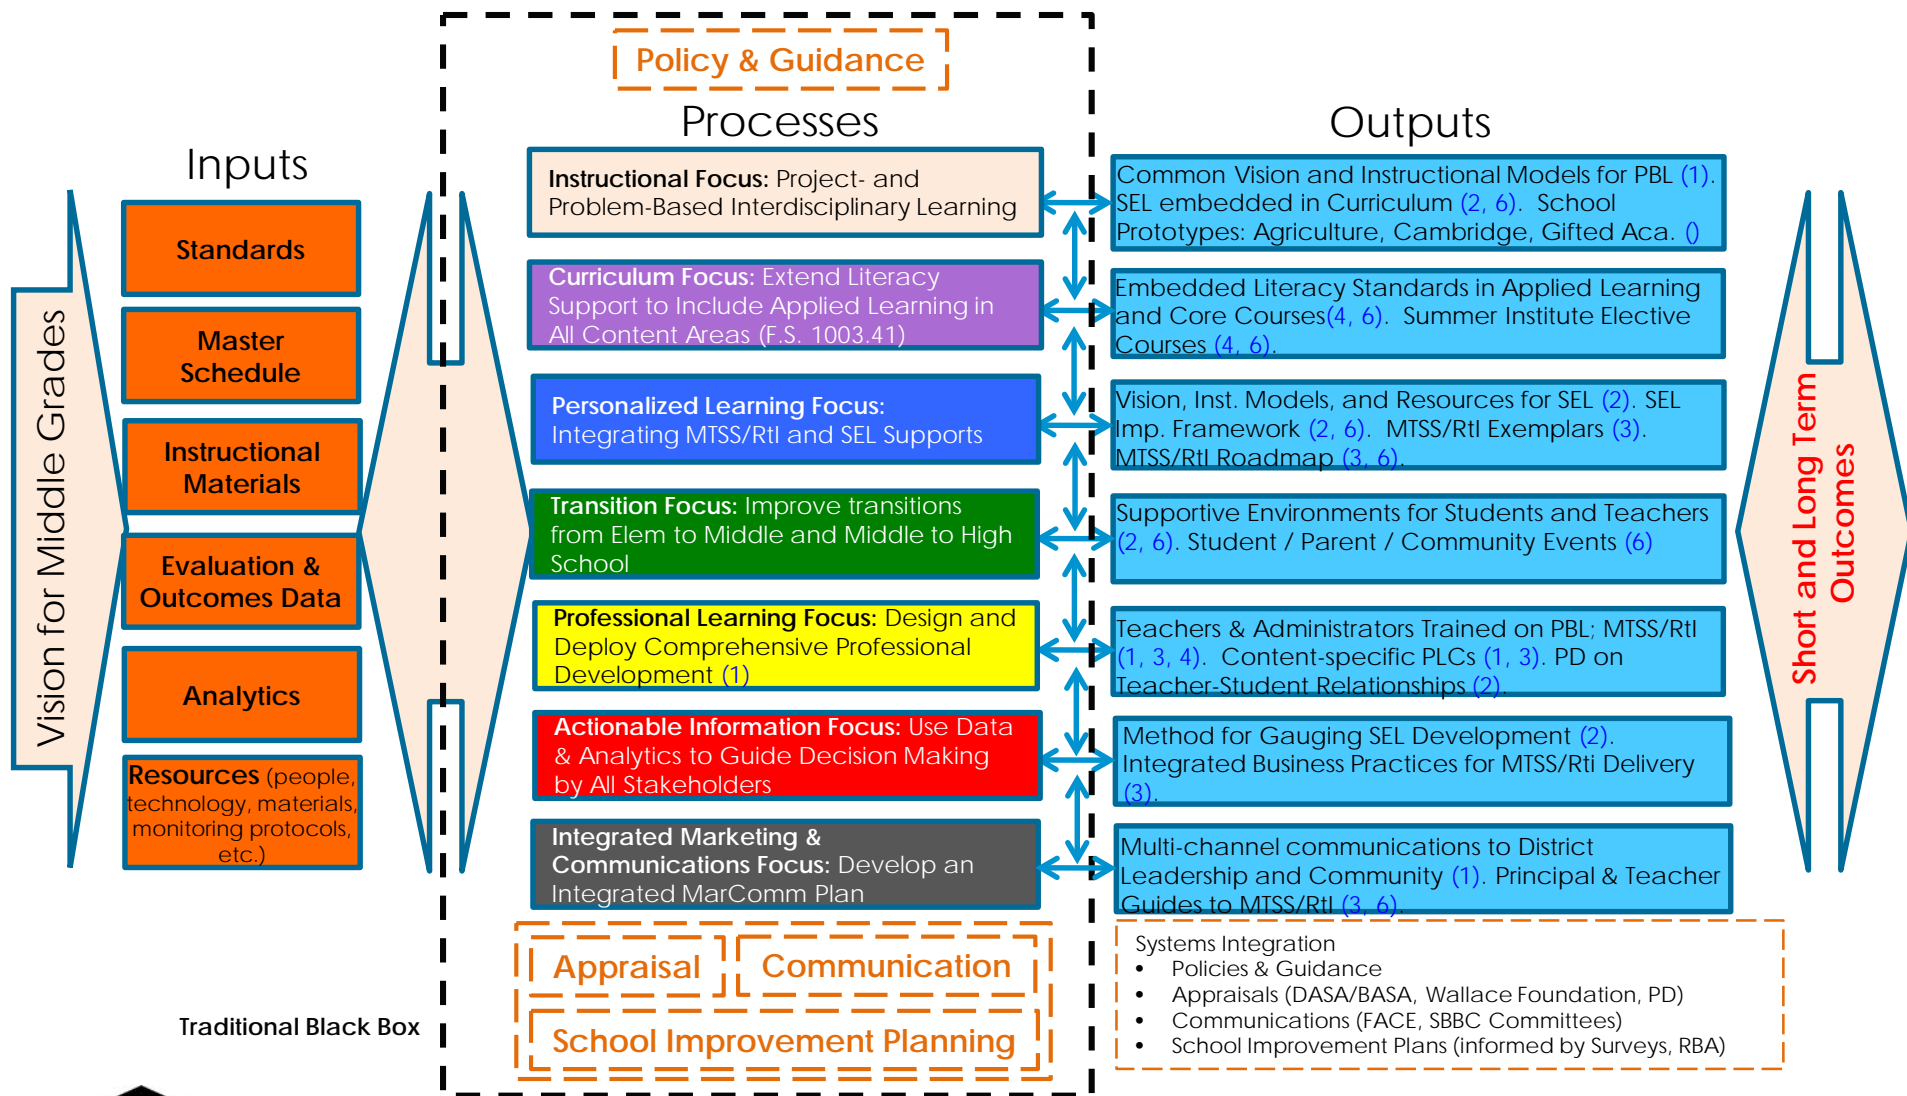 Policy & Guidance
Processes
Outputs
Inputs
Vision for Middle Grades
Standards
Master
Schedule
Instructional
Materials
Evaluation &
Outcomes Data
Analytics
Resources (people,
technology, materials,
monitoring protocols,
etc.)
Instructional Focus: Project- and
Problem-Based Interdisciplinary Learning
Curriculum Focus: Extend Literacy
Support to Include Applied Learning in
All Content Areas (F.S. 1003.41)
Personalized Learning Focus:
Integrating MTSS/RtI and SEL Supports
Transition Focus: Improve transitions
from Elem to Middle and Middle to High
School
Professional Learning Focus: Design and
Deploy Comprehensive Professional
Development (1)
Actionable Information Focus: Use Data
& Analytics to Guide Decision Making
by All Stakeholders
Integrated Marketing &
Communications Focus: Develop an
Integrated MarComm Plan
Appraisal
Communication
School Improvement Planning
Traditional Black Box
Common Vision and Instructional Models for PBL (1).
SEL embedded in Curriculum (2, 6). School
Prototypes: Agriculture, Cambridge, Gifted Aca. ()
Embedded Literacy Standards in Applied Learning
and Core Courses(4, 6). Summer Institute Elective
Courses (4, 6).
Vision, Inst. Models, and Resources for SEL (2). SEL
Imp. Framework (2, 6). MTSS/RtI Exemplars (3).
MTSS/RtI Roadmap (3, 6).
Supportive Environments for Students and Teachers
(2, 6). Student / Parent / Community Events (6)
Teachers & Administrators Trained on PBL; MTSS/RtI
(1, 3, 4). Content-specific PLCs (1, 3). PD on
Teacher-Student Relationships (2).
Method for Gauging SEL Development (2).
Integrated Business Practices for MTSS/Rti Delivery
(3).
Multi-channel communications to District
Leadership and Community (1). Principal & Teacher
Guides to MTSS/RtI (3, 6).
Systems Integration
• Policies & Guidance
• Appraisals (DASA/BASA, Wallace Foundation, PD)
• Communications (FACE, SBBC Committees)
• School Improvement Plans (informed by Surveys, RBA)
Short and Long Term
Outcomes